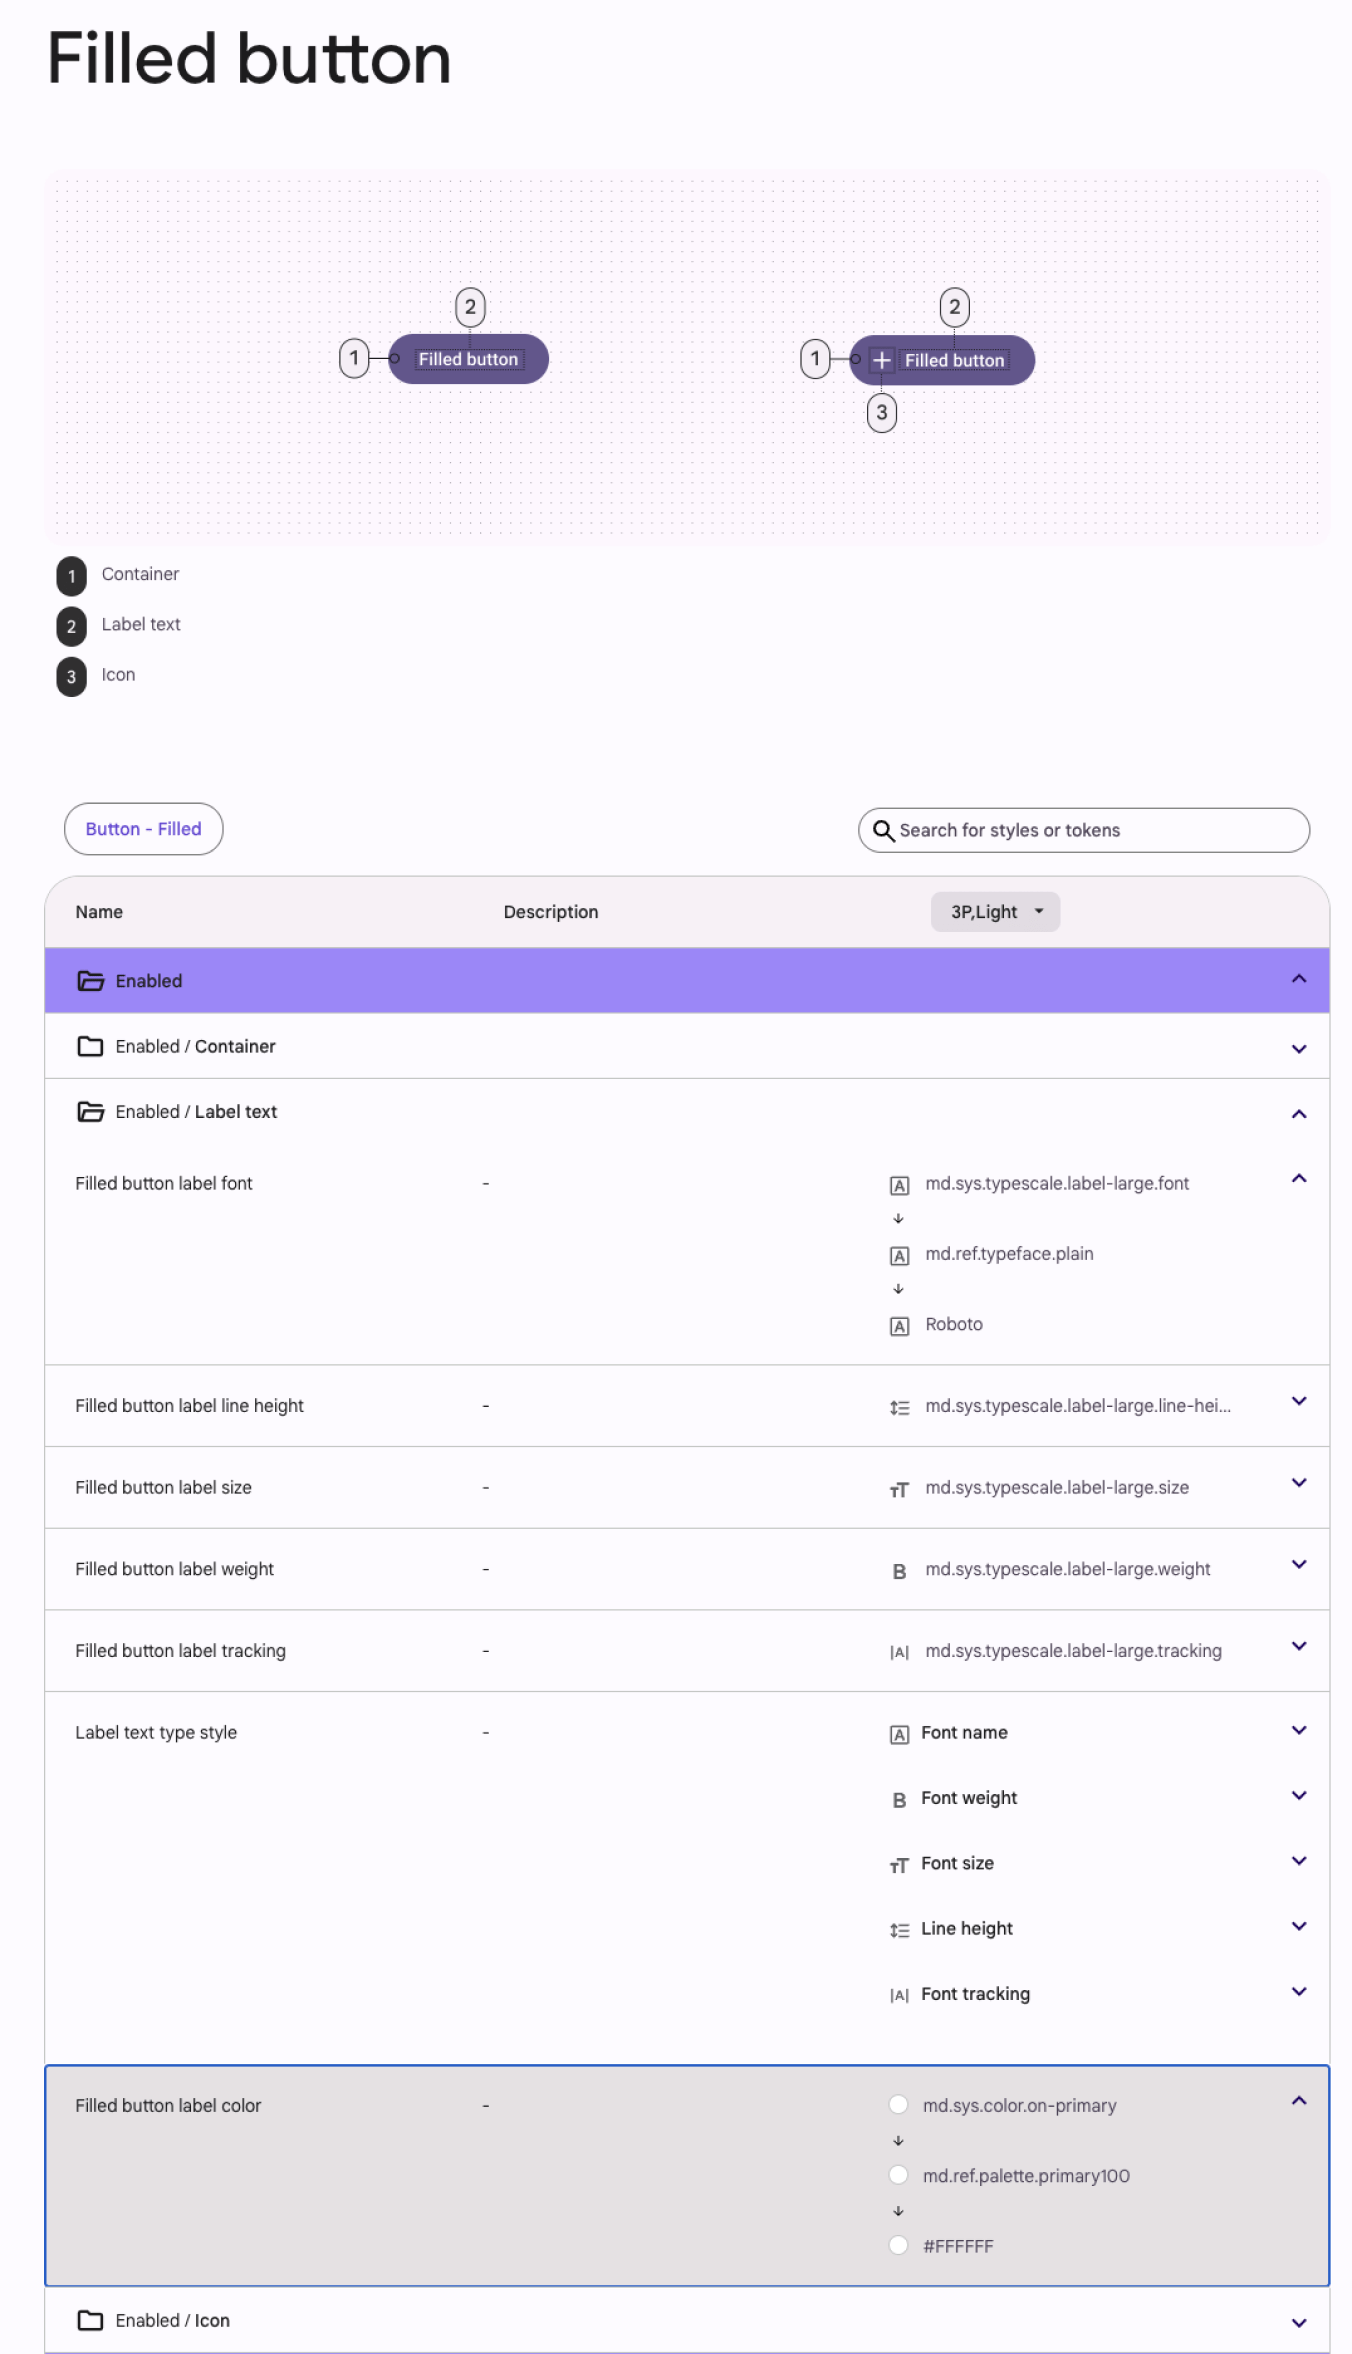 Filled button
2
2
1
Filled button
1
Filled button
3
1 Container
2 Label text
3 Icon
Button - Filled
Search for styles or tokens
Name Description 3P,Light
Enabled
Enabled / Container
Enabled / Label text
Filled button label font - md.sys.typescale.label-large.font
md.ref.typeface.plain
Roboto
Filled button label line height - md.sys.typescale.label-large.line-hei...
Filled button label size - md.sys.typescale.label-large.size
Filled button label weight - md.sys.typescale.label-large.weight
Filled button label tracking - md.sys.typescale.label-large.tracking
Label text type style - Font name
Font weight
Font size
Line height
Font tracking
Filled button label color - md.sys.color.on-primary
md.ref.palette.primary100
#FFFFFF
Enabled / Icon